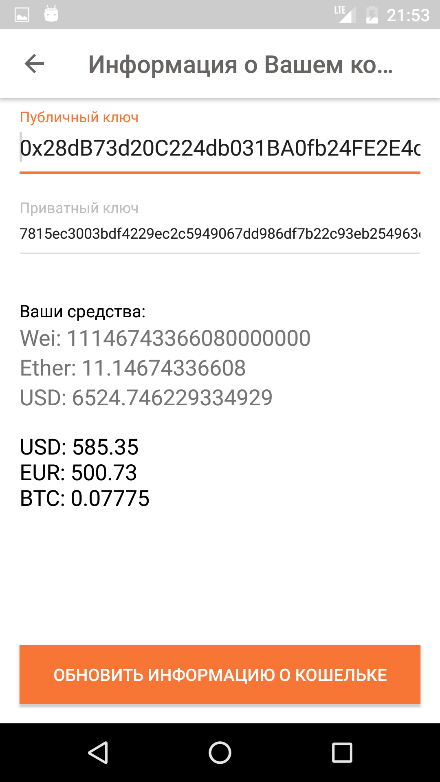 LTE 21:53
Информация о Вашем ко...
Публичный ключ
0x28dB73d20C224db031BA0fb24FE2E4c
Приватный ключ
7815ec3003bdf4229ec2c5949067dd986df7b22c93eb254963
Ваши средства:
Wei: 11146743366080000000
Ether: 11.14674336608
USD: 6524.746229334929
USD: 585.35
EUR: 500.73
BTC: 0.07775
ОБНОВИТЬ ИНФОРМАЦИЮ О КОШЕЛЬКЕ